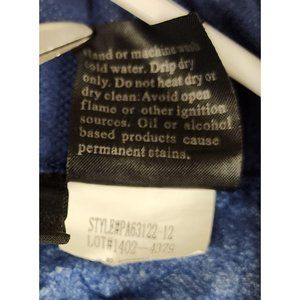 Hand or machine wash
cold water. Drip dry
only. Do not heat dry or
dry clean. Avoid open
flame or other ignition
sources. Oil or alcohol
based products cause
permanent stains.
STYLE#PA63122-12
LOT#1402-4379